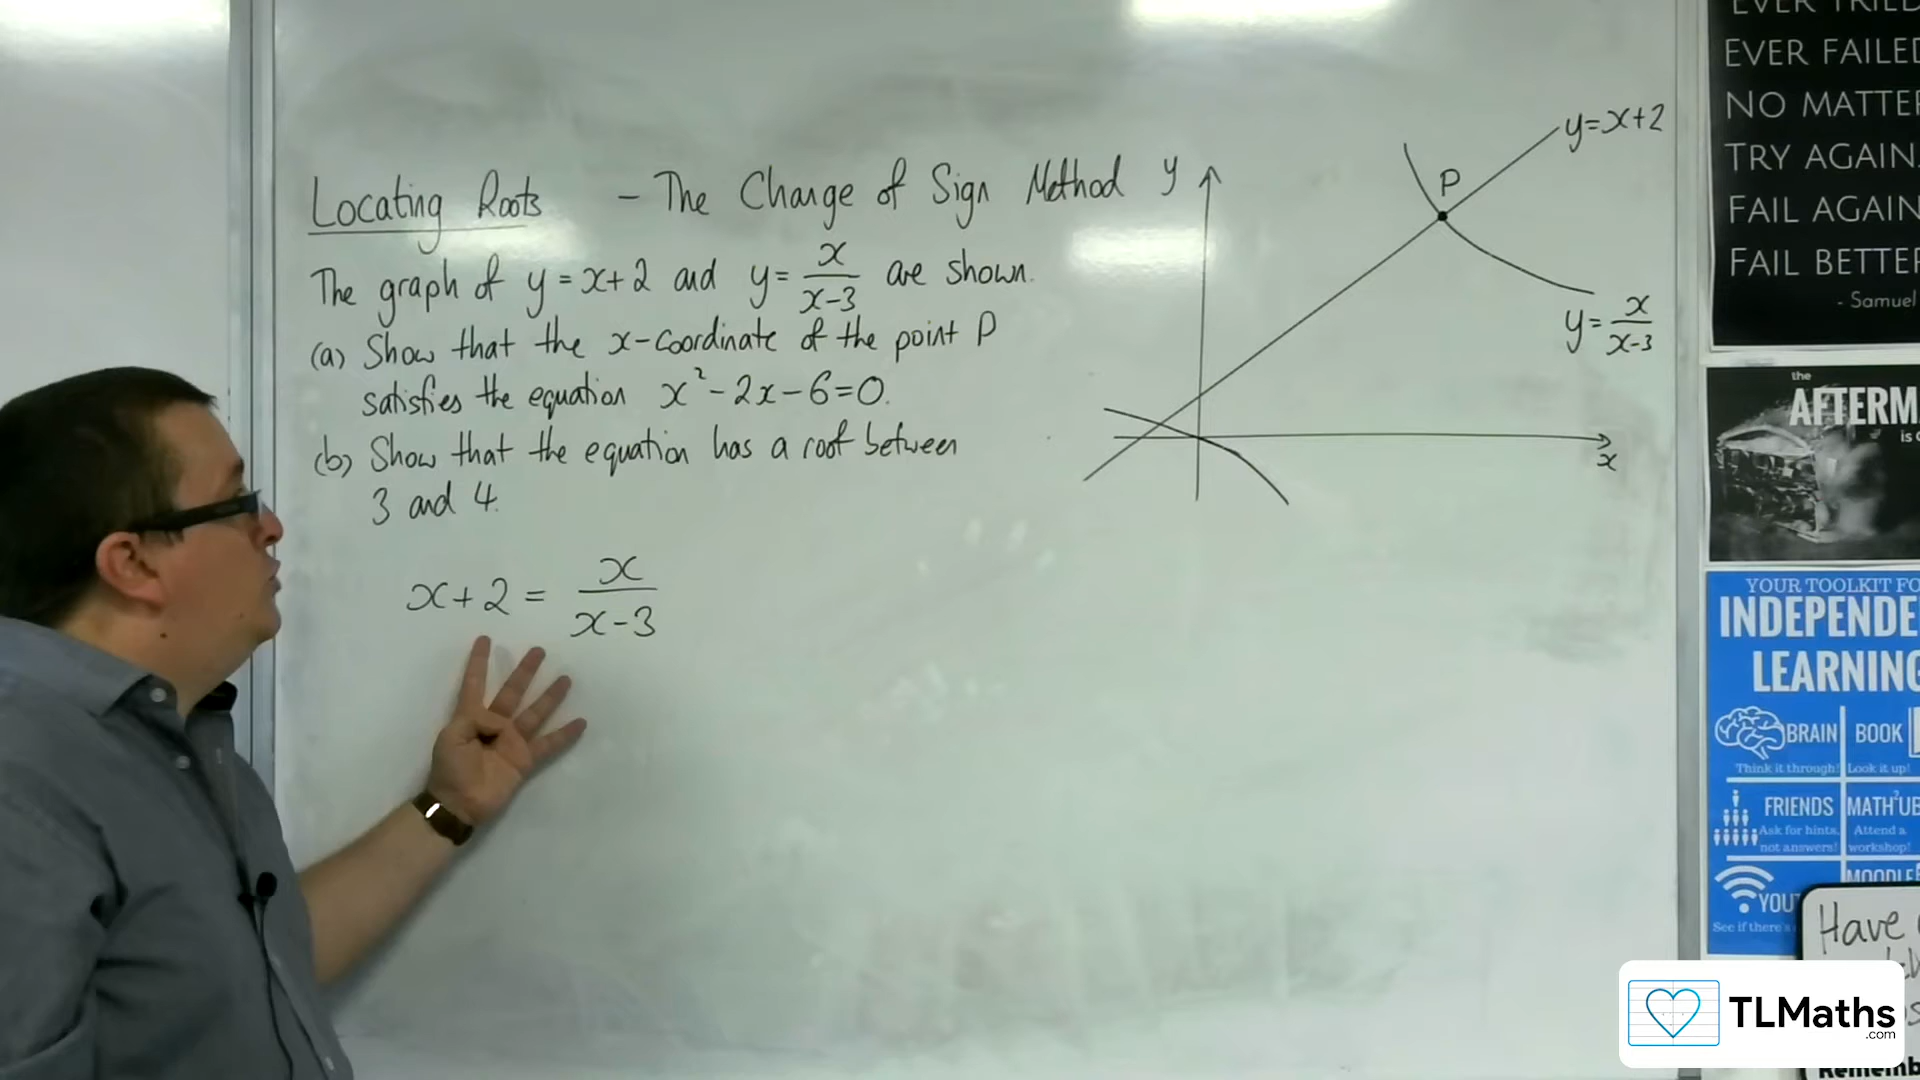 Locating Roots - The Change of Sign Method
The graph of y = x+2 and y = x/(x-3) are shown.
(a) Show that the x-coordinate of the point P
satisfies the equation x² - 2x - 6 = 0.
(b) Show that the equation has a root between
3 and 4.
x+2 = x/(x-3)
y
P
y=x+2
y = x/(x-3)
x
EVER TRIED
EVER FAILED
NO MATTER
TRY AGAIN.
FAIL AGAIN
FAIL BETTER
- Samuel
the
AFTERM
is
YOUR TOOLKIT FO
INDEPENDE
LEARNING
BRAIN
Think it through!
BOOK
Look it up!
FRIENDS
Ask for hints,
not answers!
MATH²UB
Attend a
workshop!
YOU
See if there's
MOODLE
Have
TLMaths
.com
Rememb